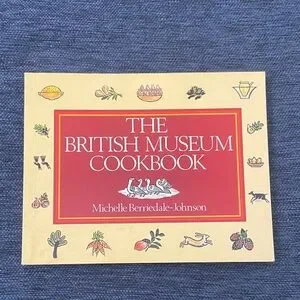 THE
BRITISH MUSEUM
COOKBOOK
Michelle Berriedale-Johnson